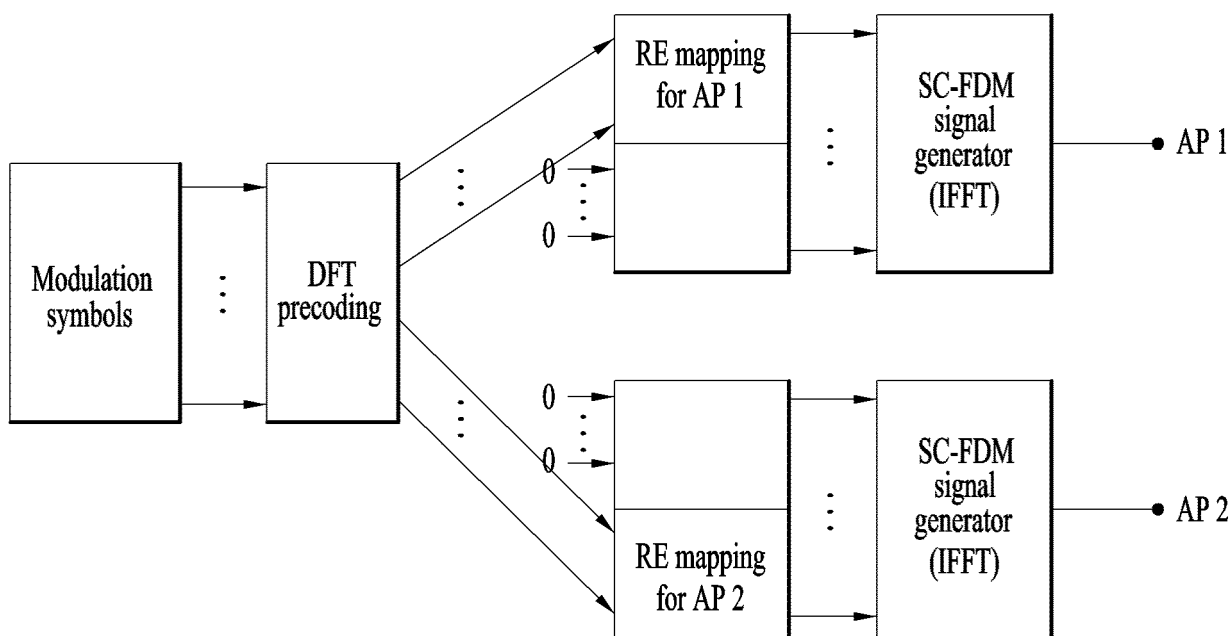 Modulation
symbols
DFT
precoding
RE mapping
for AP 1
0
0
SC-FDM
signal
generator
(IFFT)
AP 1
0
0
RE mapping
for AP 2
SC-FDM
signal
generator
(IFFT)
AP 2